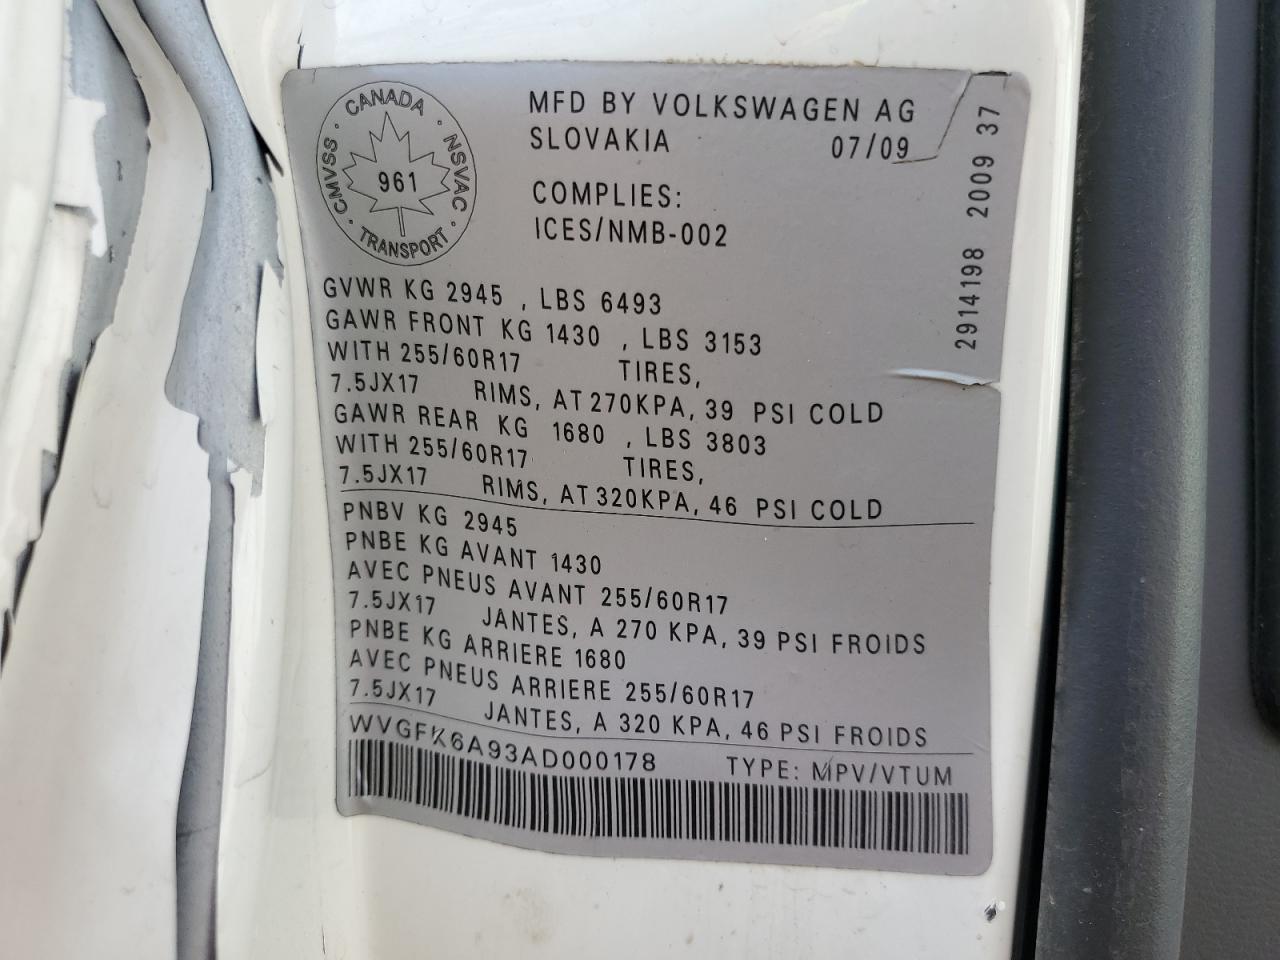 CANADA
CMVSS · NSVAC
961
TRANSPORT
MFD BY VOLKSWAGEN AG
SLOVAKIA 07/09
COMPLIES:
ICES/NMB-002
2914198 2009 37
GVWR KG 2945 , LBS 6493
GAWR FRONT KG 1430 , LBS 3153
WITH 255/60R17 TIRES,
7.5JX17 RIMS, AT 270KPA, 39 PSI COLD
GAWR REAR KG 1680 , LBS 3803
WITH 255/60R17 TIRES,
7.5JX17 RIMS, AT 320KPA, 46 PSI COLD
PNBV KG 2945
PNBE KG AVANT 1430
AVEC PNEUS AVANT 255/60R17
7.5JX17 JANTES, A 270 KPA, 39 PSI FROIDS
PNBE KG ARRIERE 1680
AVEC PNEUS ARRIERE 255/60R17
7.5JX17 JANTES, A 320 KPA, 46 PSI FROIDS
WVGFK6A93AD000178 TYPE: MPV/VTUM